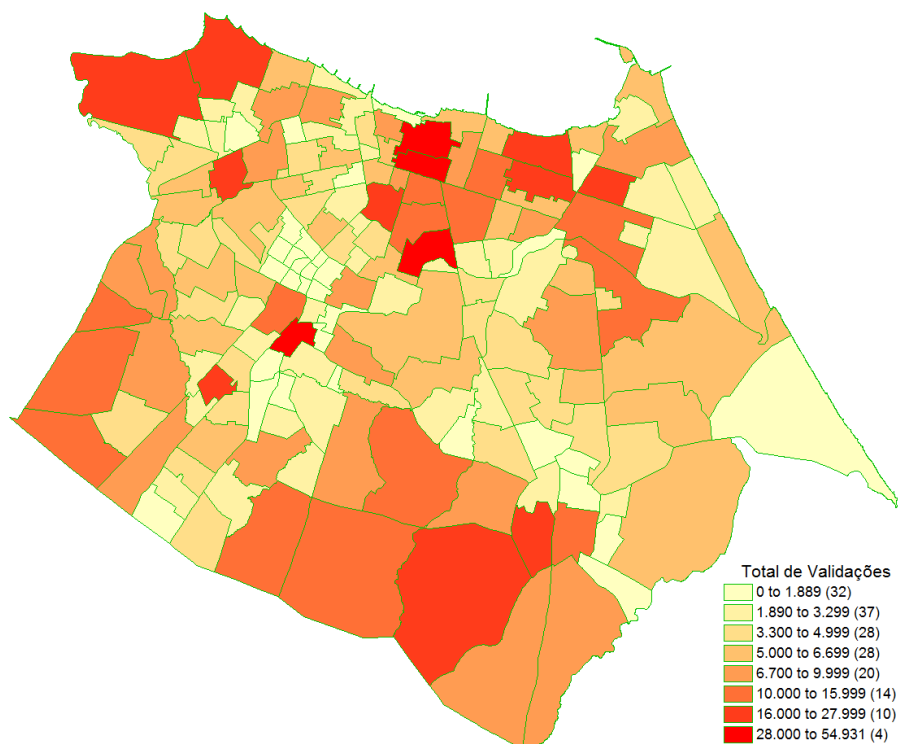 Total de Validações
0 to 1.889 (32)
1.890 to 3.299 (37)
3.300 to 4.999 (28)
5.000 to 6.699 (28)
6.700 to 9.999 (20)
10.000 to 15.999 (14)
16.000 to 27.999 (10)
28.000 to 54.931 (4)